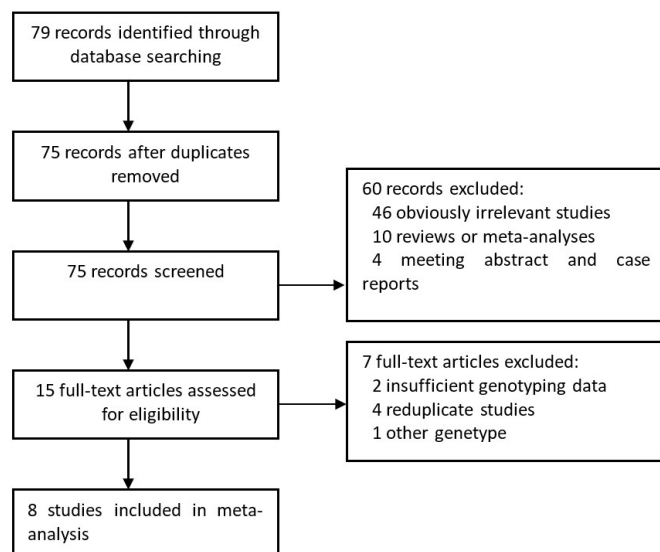 79 records identified through
database searching
75 records after duplicates
removed
75 records screened
60 records excluded:
46 obviously irrelevant studies
10 reviews or meta-analyses
4 meeting abstract and case
reports
15 full-text articles assessed
for eligibility
7 full-text articles excluded:
2 insufficient genotyping data
4 reduplicate studies
1 other genetype
8 studies included in meta-
analysis